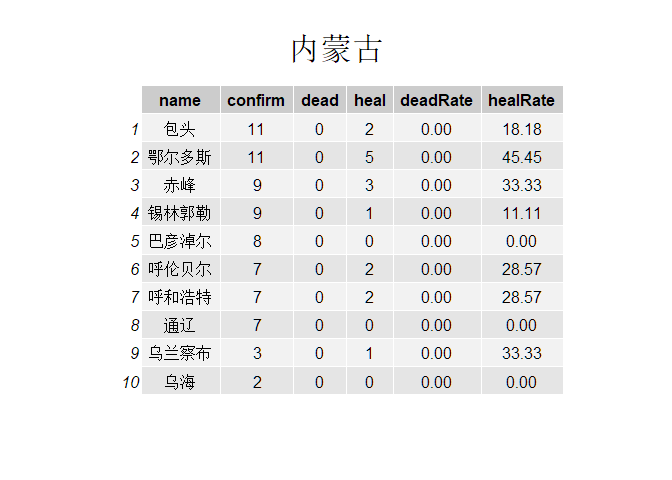 内蒙古
name confirm dead heal deadRate healRate
1 包头 11 0 2 0.00 18.18
2 鄂尔多斯 11 0 5 0.00 45.45
3 赤峰 9 0 3 0.00 33.33
4 锡林郭勒 9 0 1 0.00 11.11
5 巴彦淖尔 8 0 0 0.00 0.00
6 呼伦贝尔 7 0 2 0.00 28.57
7 呼和浩特 7 0 2 0.00 28.57
8 通辽 7 0 0 0.00 0.00
9 乌兰察布 3 0 1 0.00 33.33
10 乌海 2 0 0 0.00 0.00